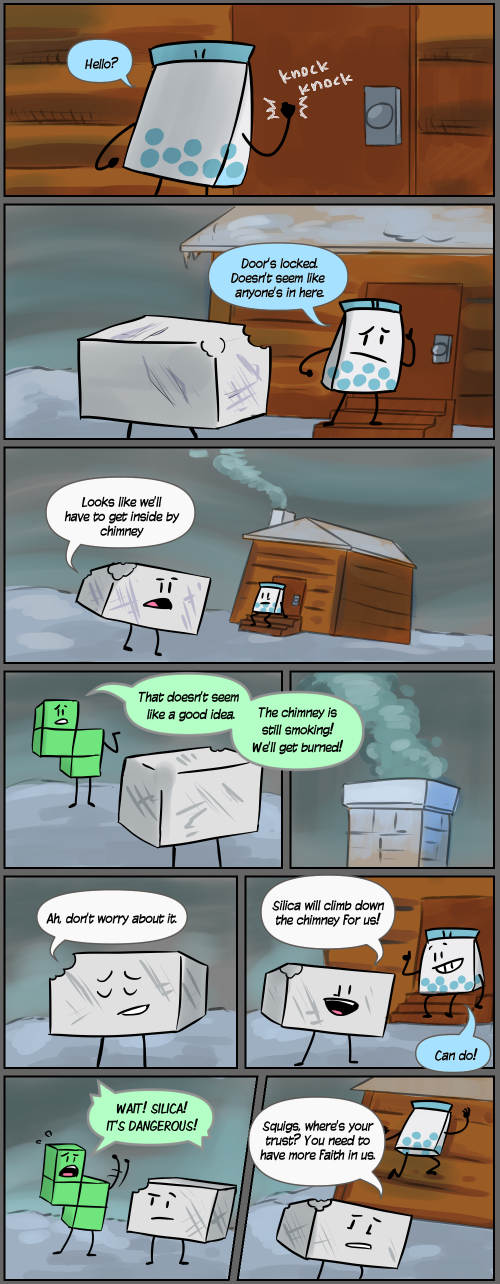 Hello?
knock
knock
Door's locked.
Doesn't seem like
anyone's in here.
Looks like we'll
have to get inside by
chimney
That doesn't seem
like a good idea.
The chimney is
still smoking!
We'll get burned!
Ah, don't worry about it.
Silica will climb down
the chimney for us!
Can do!
WAIT! SILICA!
IT'S DANGEROUS!
Squigs, where's your
trust? You need to
have more faith in us.